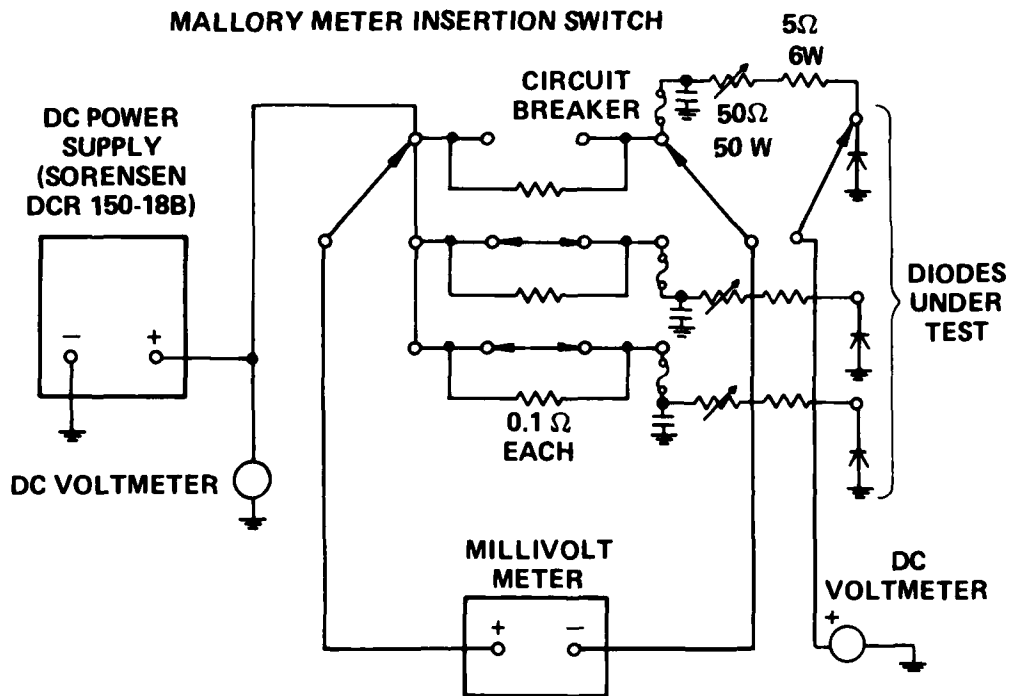 MALLORY METER INSERTION SWITCH
5Ω
6W
CIRCUIT
BREAKER
50Ω
50 W
DC POWER
SUPPLY
(SORENSEN
DCR 150-18B)
− +
DIODES
UNDER
TEST
0.1 Ω
EACH
DC VOLTMETER
MILLIVOLT
METER
+ −
DC
VOLTMETER
+